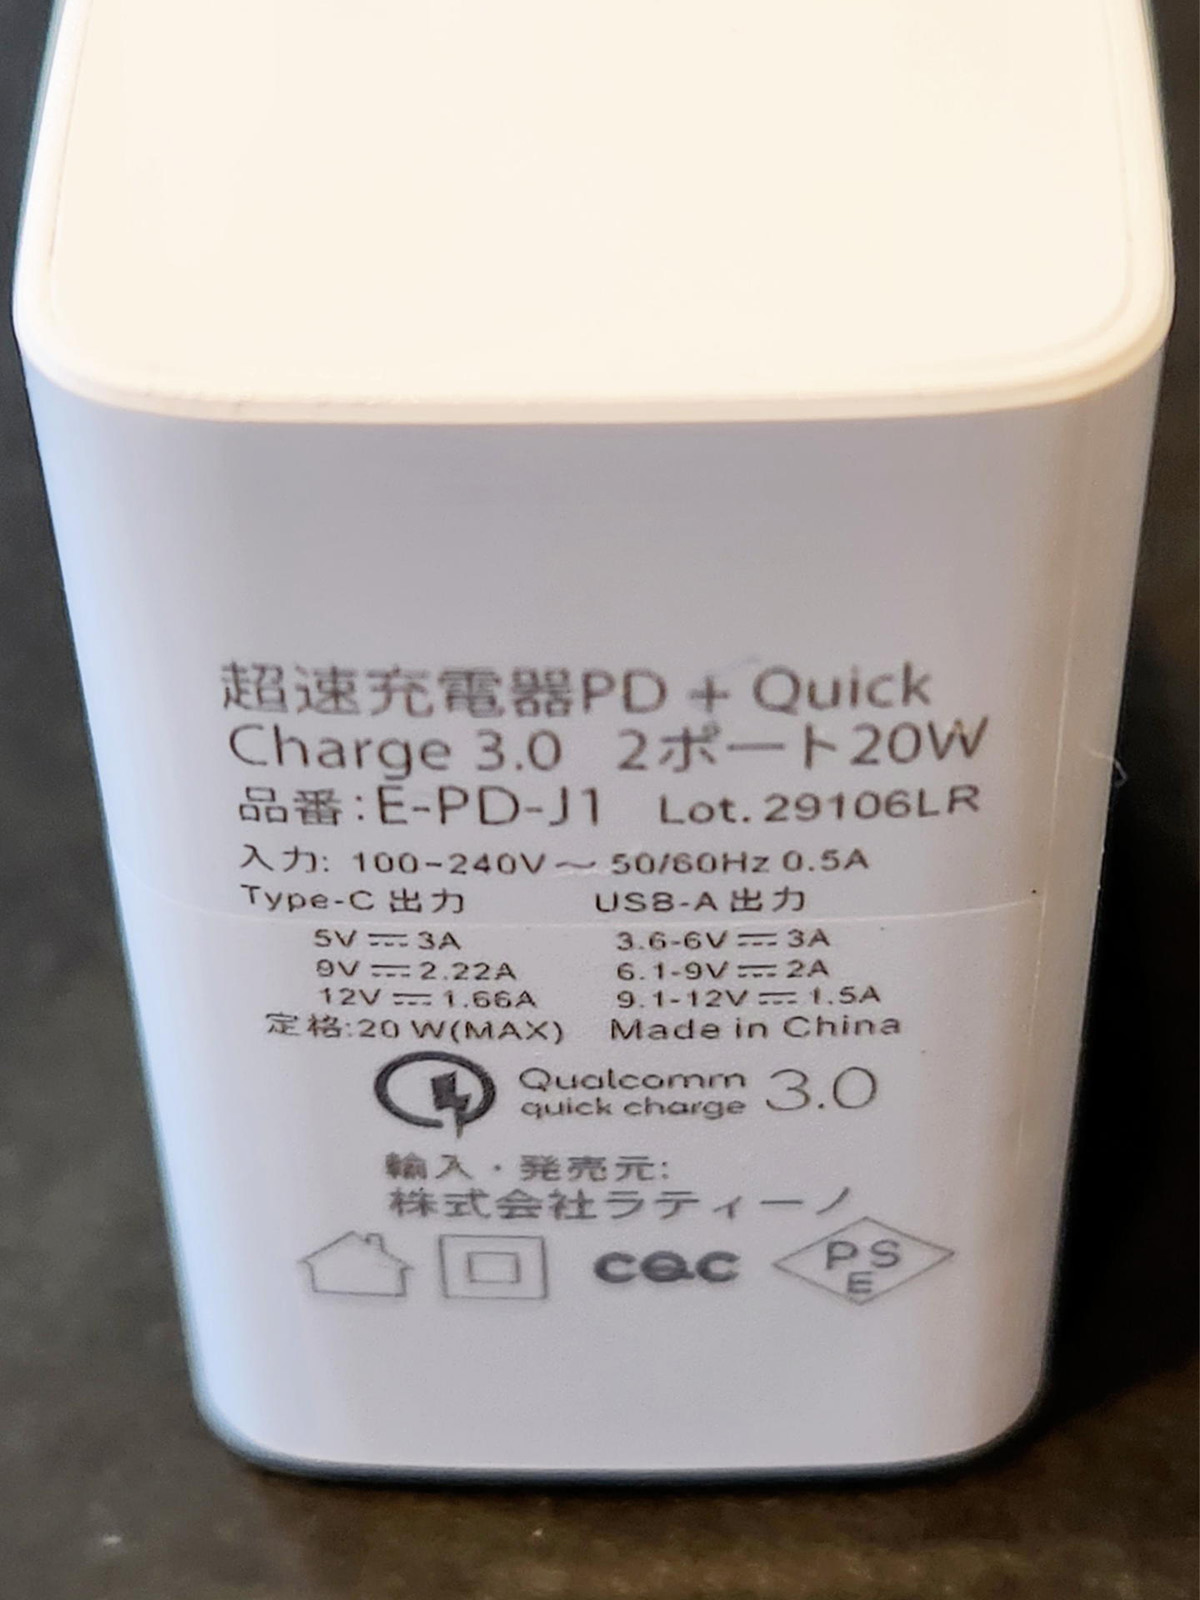 超速充電器PD + Quick
Charge 3.0 2ポート20W
品番:E-PD-J1 Lot.29106LR
入力: 100-240V～50/60Hz 0.5A
Type-C 出力 USB-A 出力
5V⎓3A 3.6-6V⎓3A
9V⎓2.22A 6.1-9V⎓2A
12V⎓1.66A 9.1-12V⎓1.5A
定格:20 W(MAX) Made in China
Qualcomm
quick charge 3.0
輸入・発売元:
株式会社ラティーノ
CQC PSE